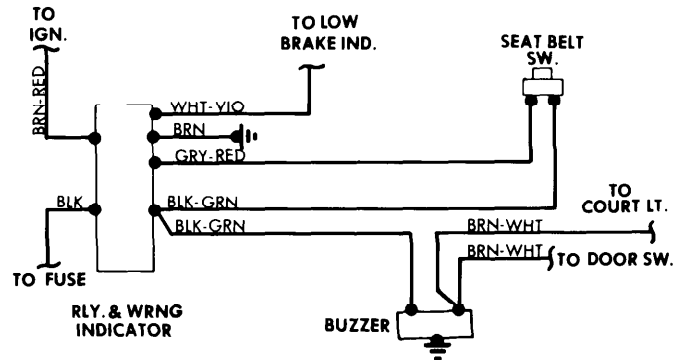 TO
IGN.
TO LOW
BRAKE IND.
SEAT BELT
SW.
BRN-RED
WHT-VIO
BRN
GRY-RED
BLK
BLK-GRN
BLK-GRN
TO
COURT LT.
BRN-WHT
BRN-WHT
TO DOOR SW.
TO FUSE
RLY. & WRNG
INDICATOR
BUZZER